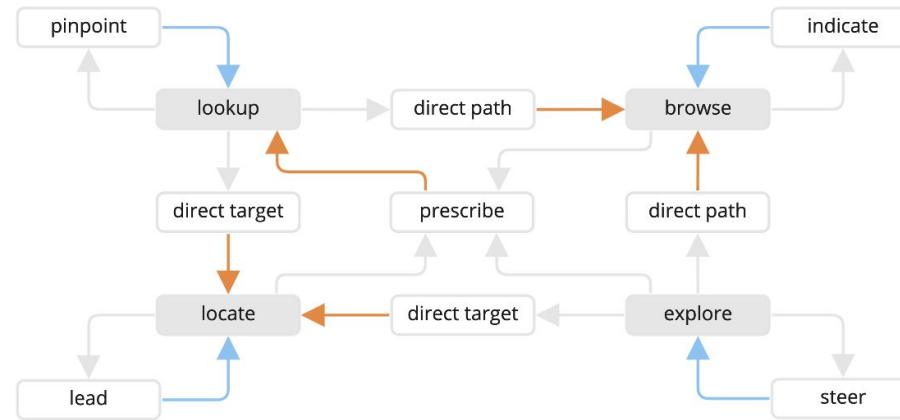 pinpoint
indicate
lookup
direct path
browse
direct target
prescribe
direct path
locate
direct target
explore
lead
steer